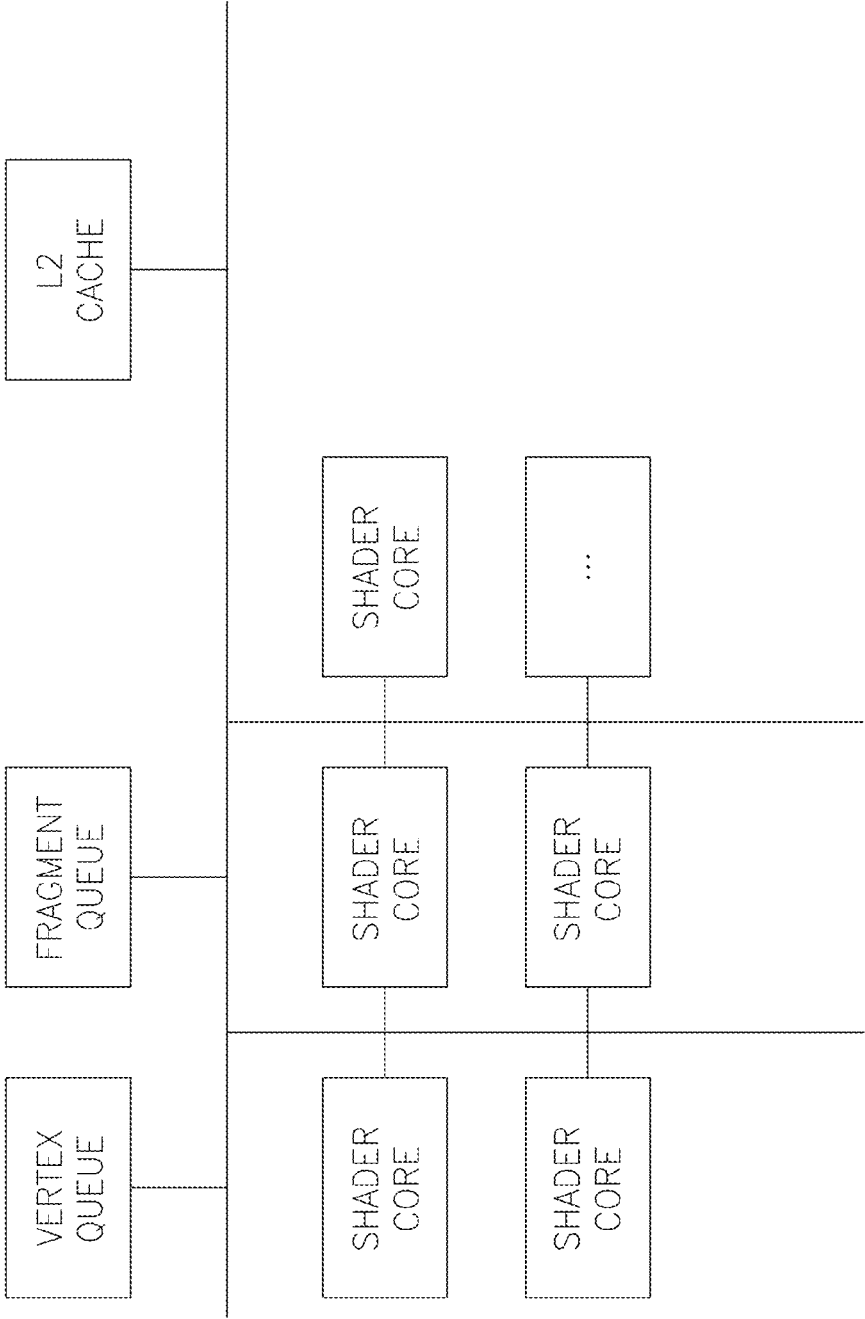 VERTEX
QUEUE
FRAGMENT
QUEUE
L2
CACHE
SHADER
CORE
SHADER
CORE
SHADER
CORE
SHADER
CORE
SHADER
CORE
...